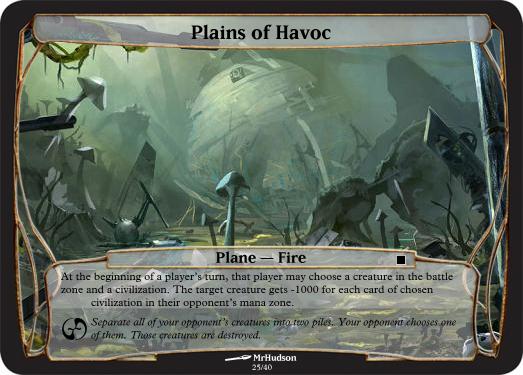 Plains of Havoc
Plane — Fire
At the beginning of a player's turn, that player may choose a creature in the battle
zone and a civilization. The target creature gets -1000 for each card of chosen
civilization in their opponent's mana zone.
Separate all of your opponent's creatures into two piles. Your opponent chooses one
of them. Those creatures are destroyed.
MrHudson
25/40